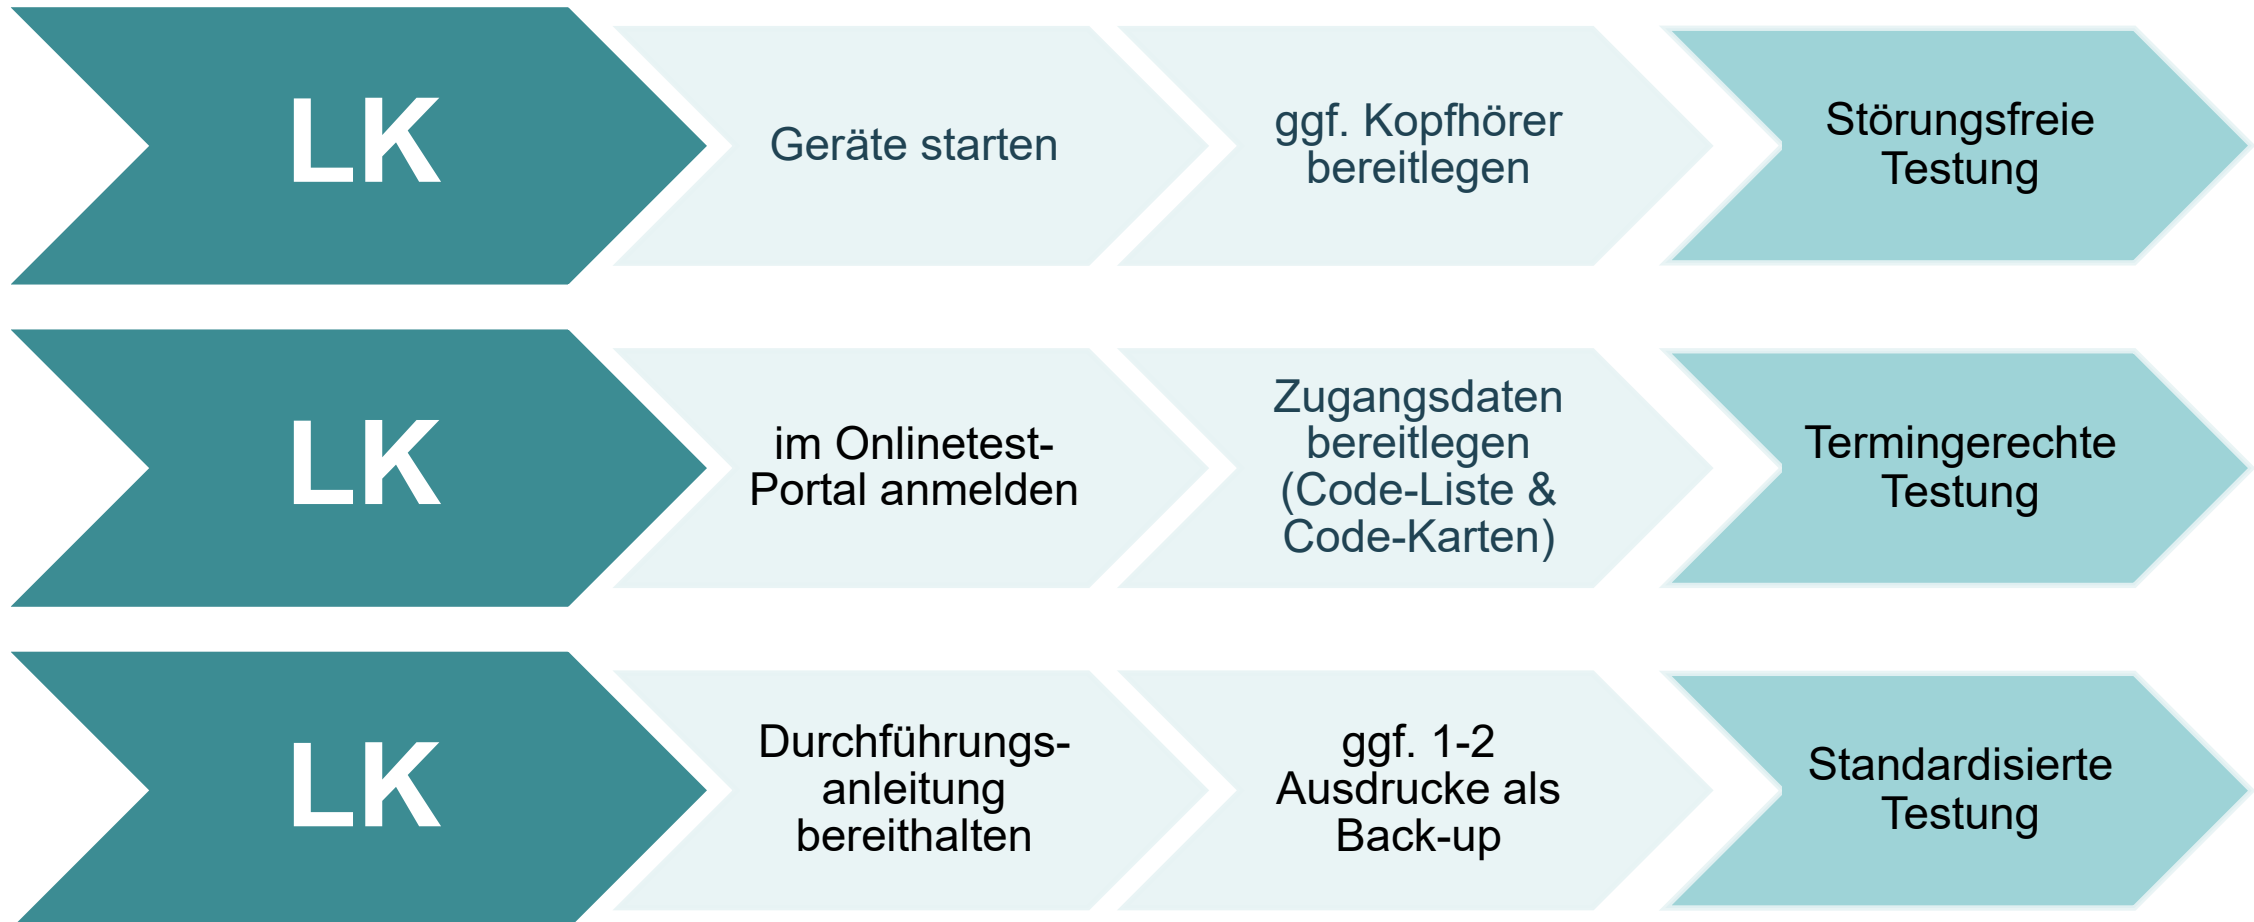 LK
Geräte starten
ggf. Kopfhörer
bereitlegen
Störungsfreie
Testung
LK
im Onlinetest-
Portal anmelden
Zugangsdaten
bereitlegen
(Code-Liste &
Code-Karten)
Termingerechte
Testung
LK
Durchführungs-
anleitung
bereithalten
ggf. 1-2
Ausdrucke als
Back-up
Standardisierte
Testung